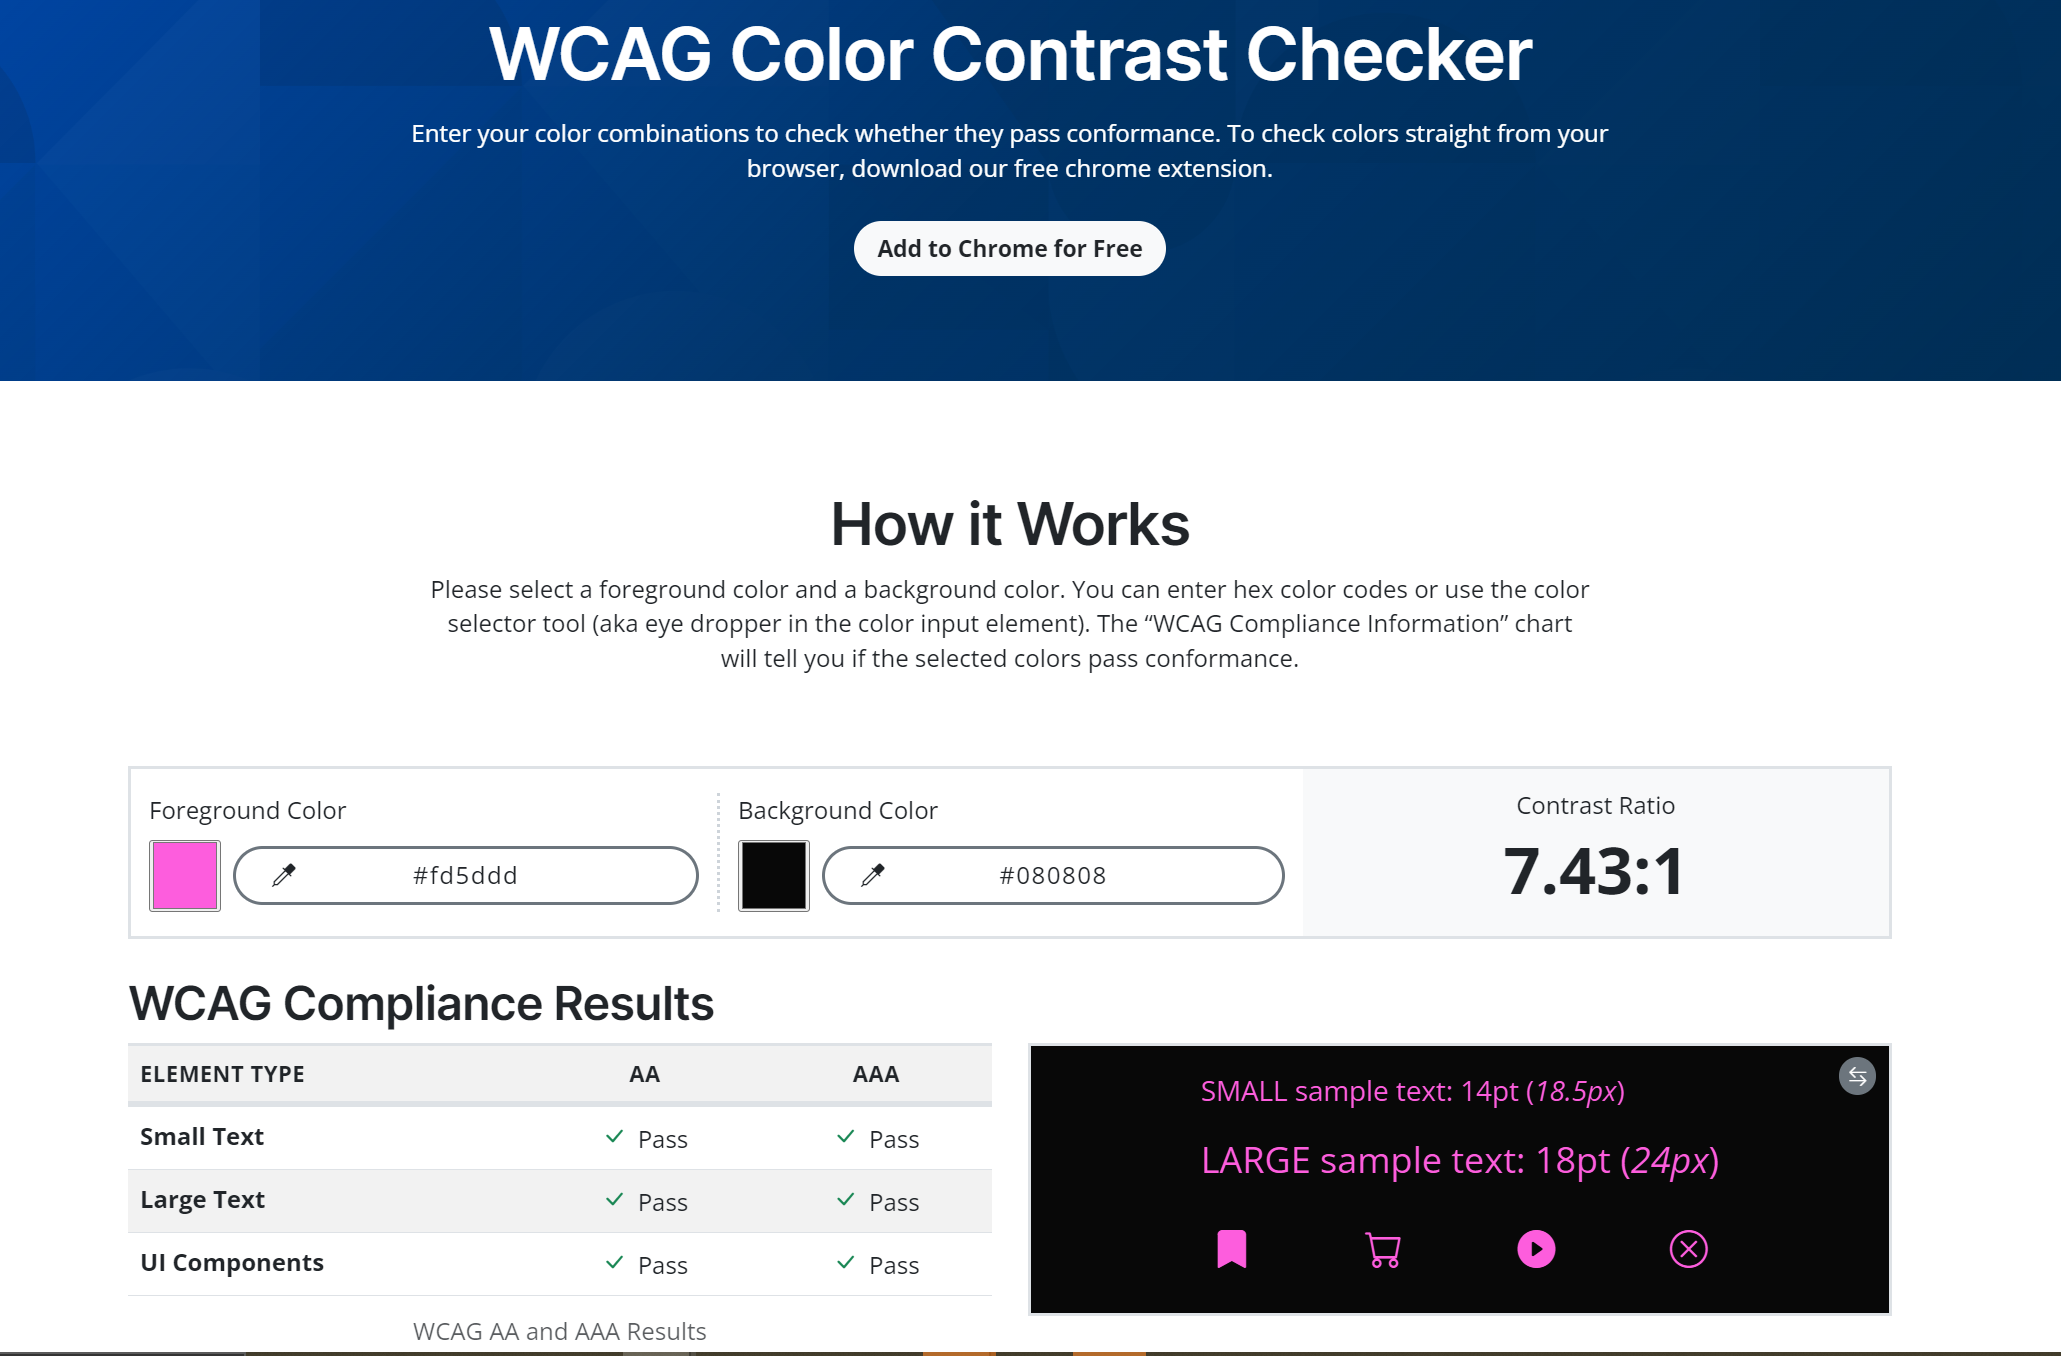 WCAG Color Contrast Checker
Enter your color combinations to check whether they pass conformance. To check colors straight from your
browser, download our free chrome extension.
Add to Chrome for Free
How it Works
Please select a foreground color and a background color. You can enter hex color codes or use the color
selector tool (aka eye dropper in the color input element). The “WCAG Compliance Information” chart
will tell you if the selected colors pass conformance.
Foreground Color
#fd5ddd
Background Color
#080808
Contrast Ratio
7.43:1
WCAG Compliance Results
ELEMENT TYPE AA AAA
Small Text Pass Pass
Large Text Pass Pass
UI Components Pass Pass
WCAG AA and AAA Results
SMALL sample text: 14pt (18.5px)
LARGE sample text: 18pt (24px)